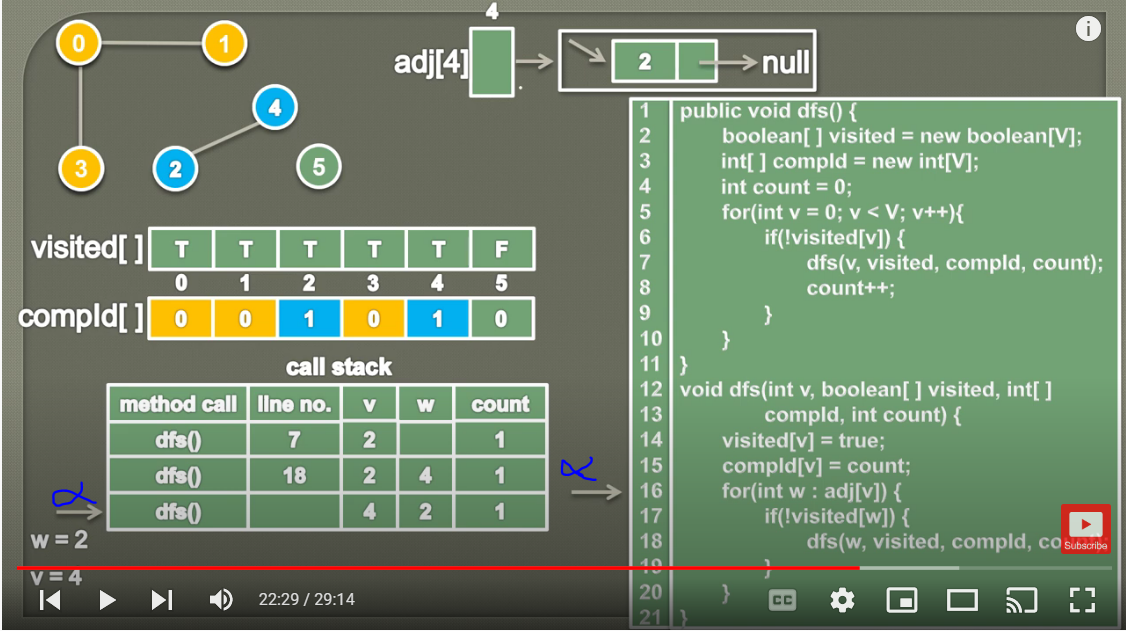 0 1
4
adj[4] 2 null
4
2 5
3
visited[ ] T T T T T F
0 1 2 3 4 5
compId[ ] 0 0 1 0 1 0
call stack
method call line no. v w count
dfs() 7 2 1
dfs() 18 2 4 1
dfs() 4 2 1
w = 2
v = 4
1 public void dfs() {
2 boolean[ ] visited = new boolean[V];
3 int[ ] compId = new int[V];
4 int count = 0;
5 for(int v = 0; v < V; v++){
6 if(!visited[v]) {
7 dfs(v, visited, compId, count);
8 count++;
9 }
10 }
11 }
12 void dfs(int v, boolean[ ] visited, int[ ]
13 compId, int count) {
14 visited[v] = true;
15 compId[v] = count;
16 for(int w : adj[v]) {
17 if(!visited[w]) {
18 dfs(w, visited, compId,
19 }
20 }
21 }
Subscribe
22:29 / 29:14
CC
i